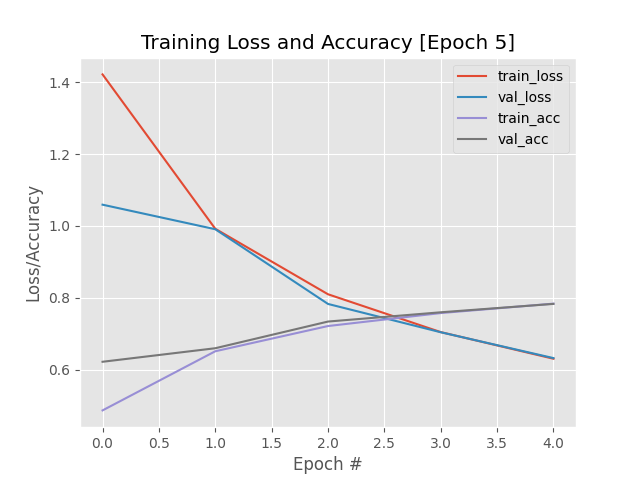 Training Loss and Accuracy [Epoch 5]
train_loss
val_loss
train_acc
val_acc
Loss/Accuracy
1.4
1.2
1.0
0.8
0.6
0.0 0.5 1.0 1.5 2.0 2.5 3.0 3.5 4.0
Epoch #